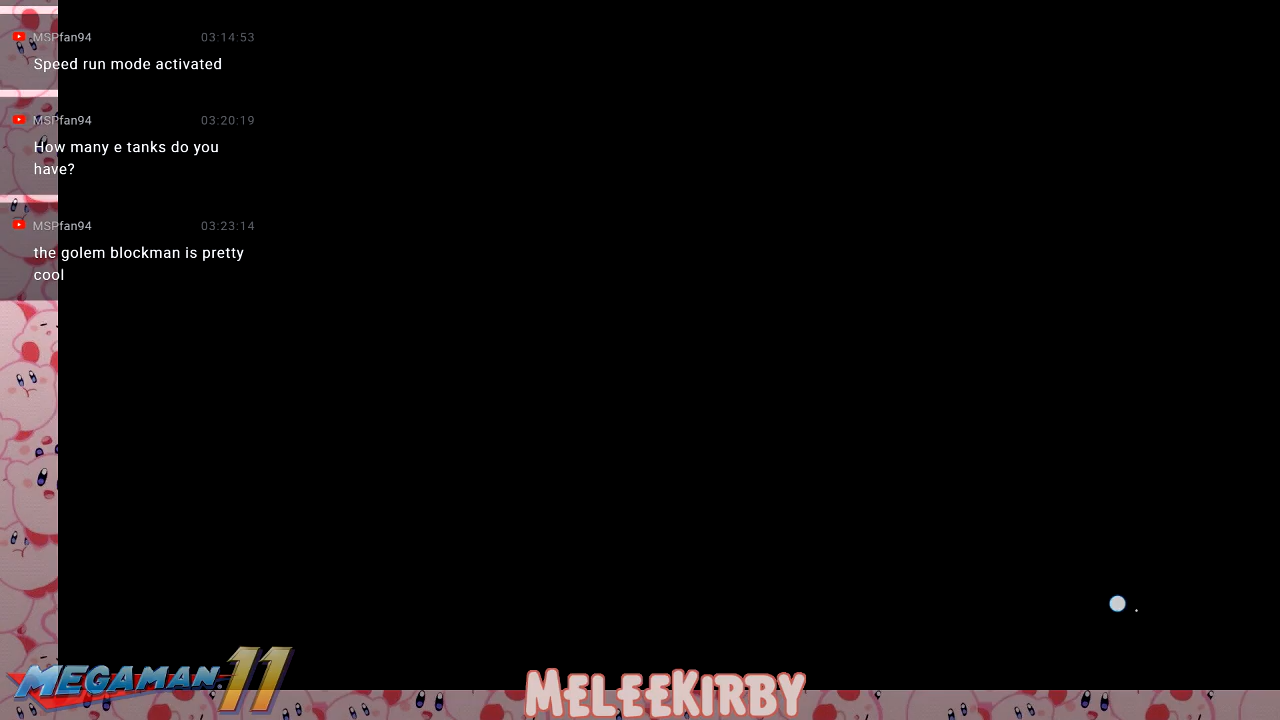 MSPfan94 03:14:53
Speed run mode activated
MSPfan94 03:20:19
How many e tanks do you
have?
MSPfan94 03:23:14
the golem blockman is pretty
cool
MEGAMAN 11
MELEEKIRBY